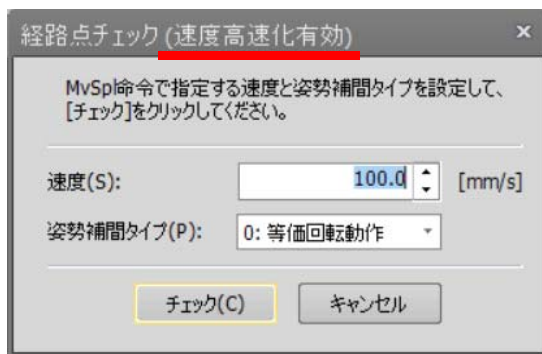 経路点チェック(速度高速化有効)
×
MvSpl命令で指定する速度と姿勢補間タイプを設定して、
[チェック]をクリックしてください。
速度(S): 100.0 [mm/s]
姿勢補間タイプ(P): 0: 等価回転動作
チェック(C) キャンセル